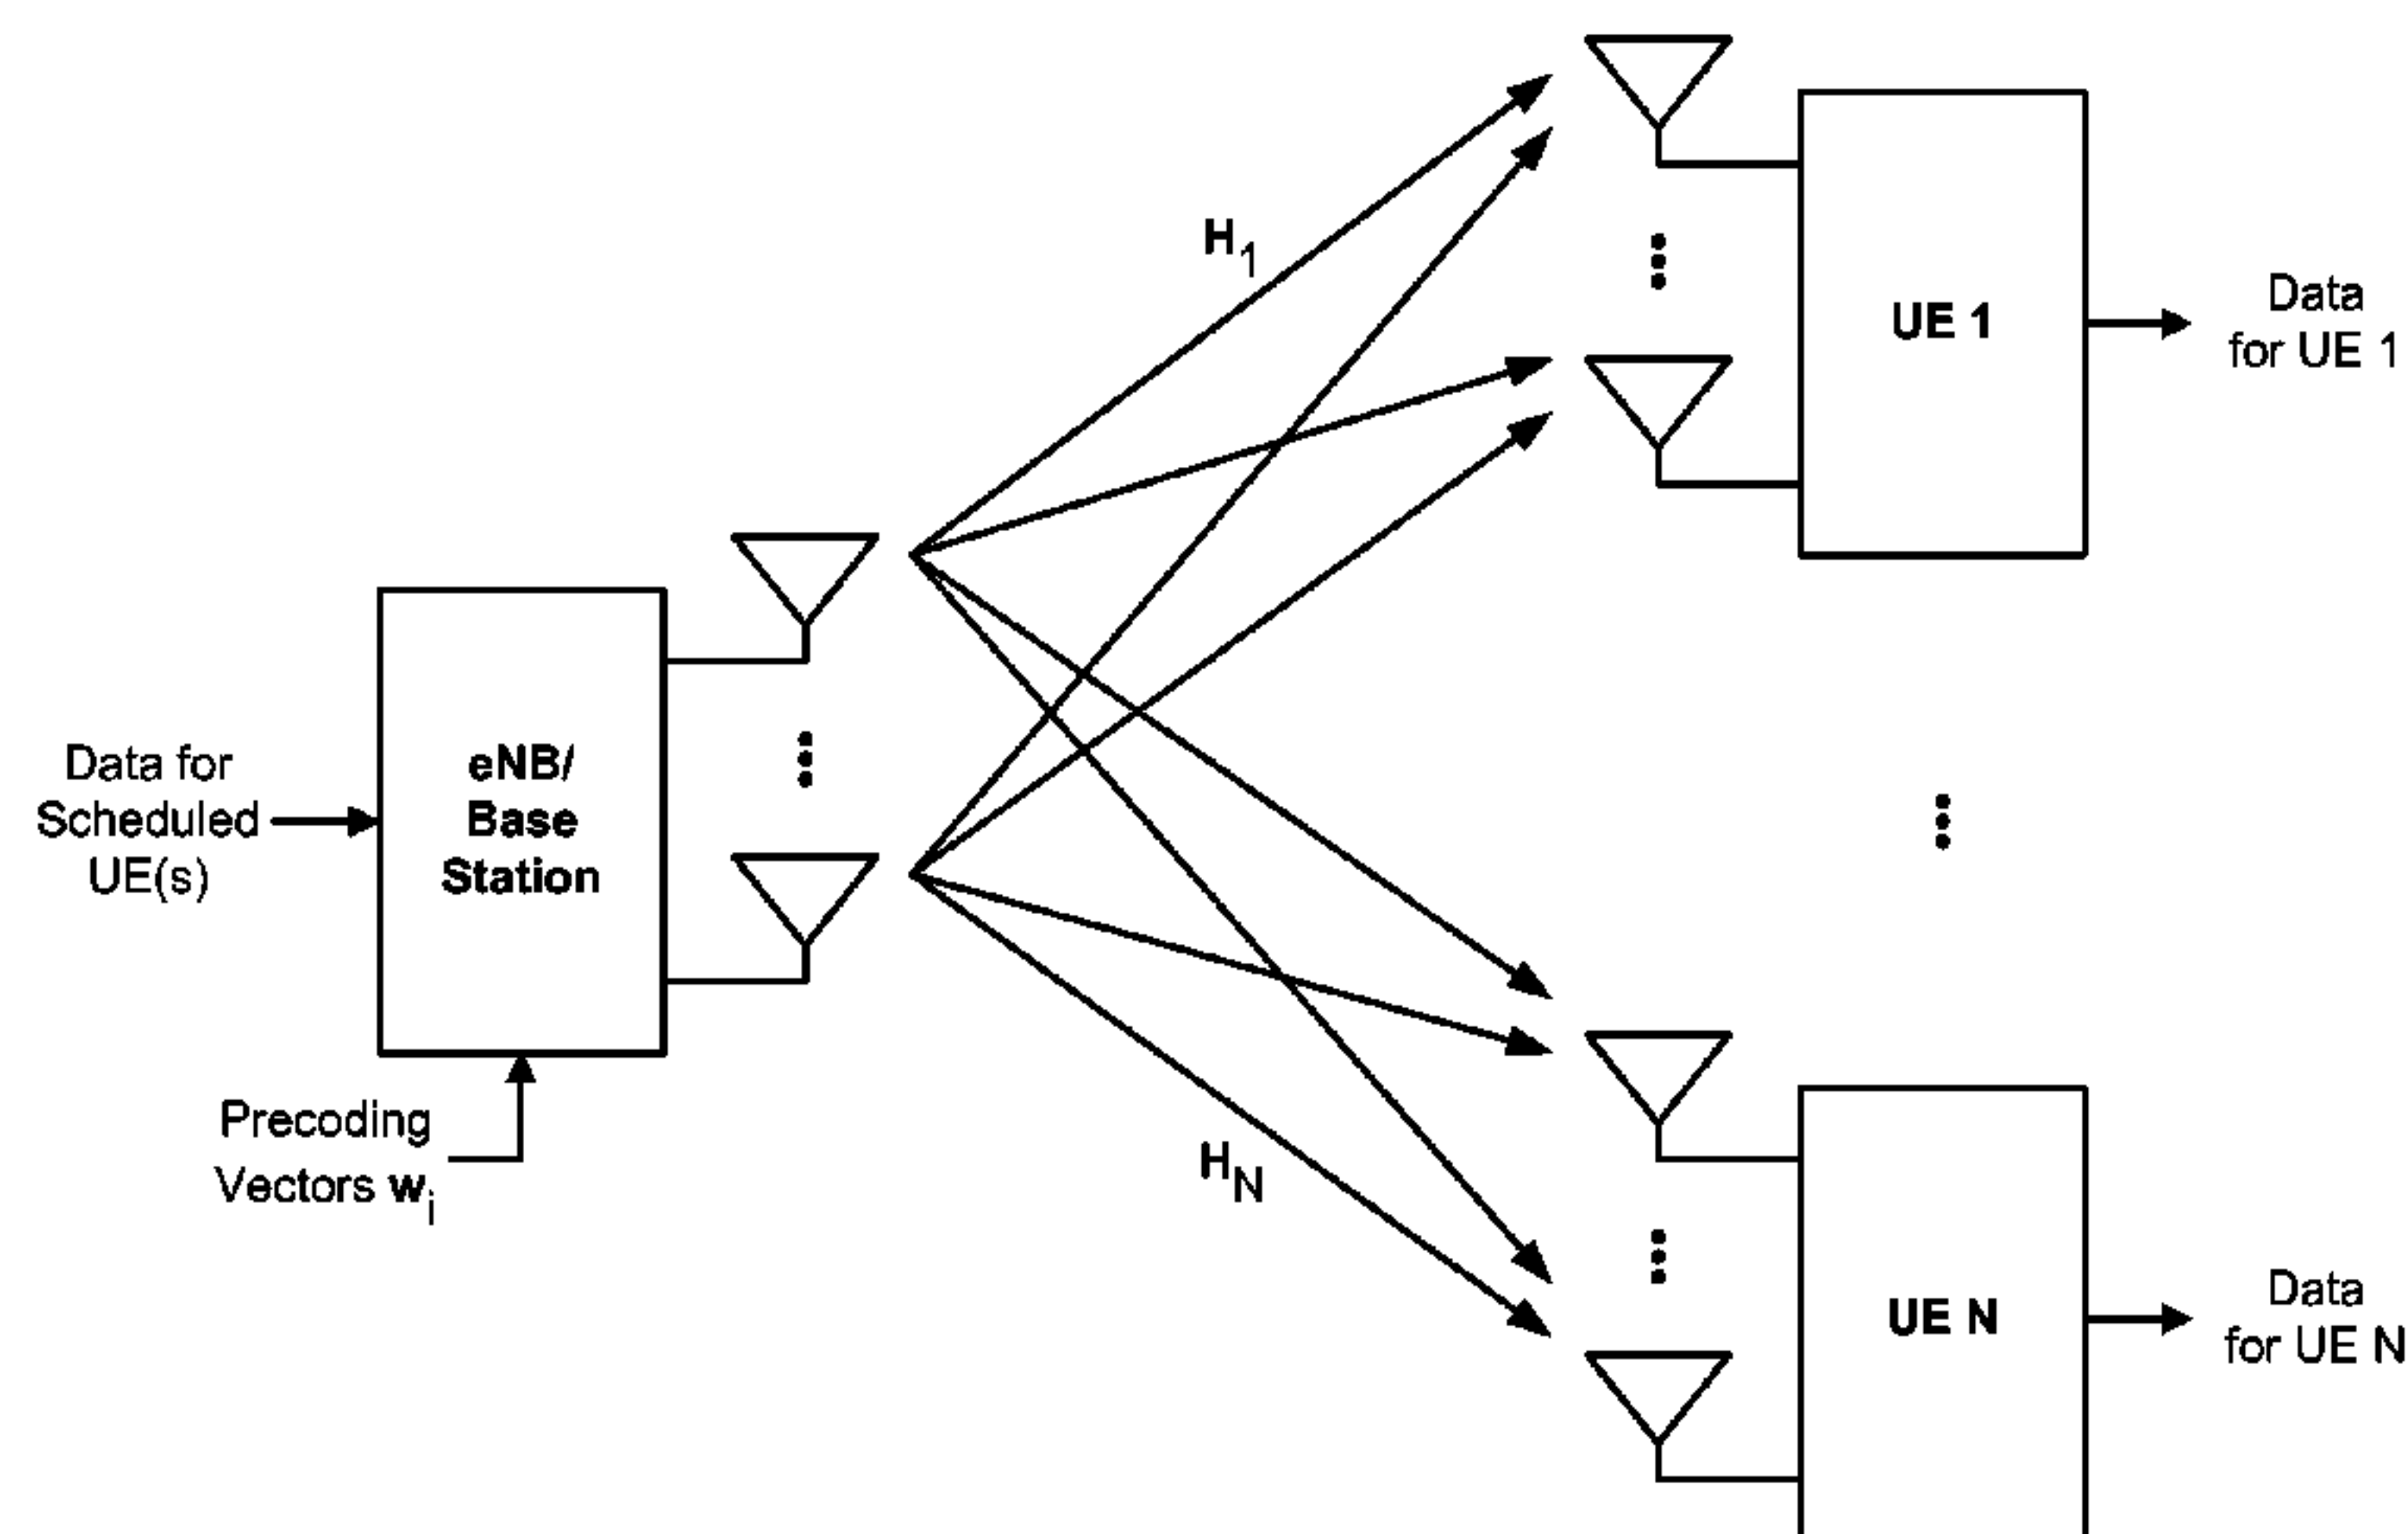 H1
UE 1
Data
for UE 1
Data for
Scheduled
UE(s)
eNB/
Base
Station
Precoding
Vectors wi
HN
UE N
Data
for UE N